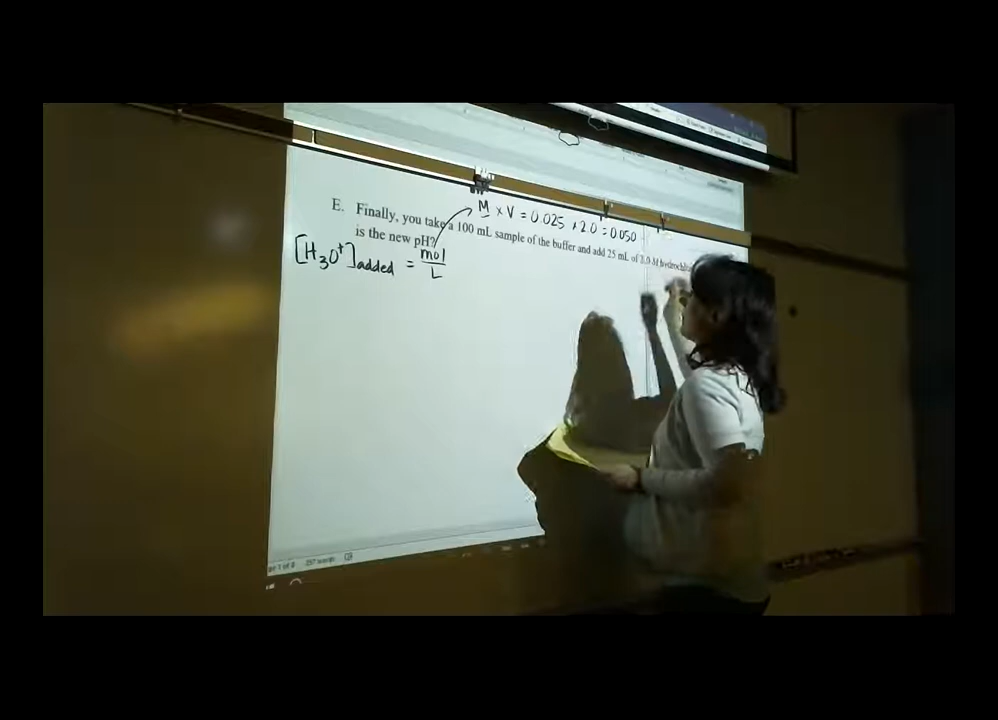 M × V = 0.025 × 2.0 = 0.050
E. Finally, you take a 100 mL sample of the buffer and add 25 mL of 2.0 M
is the new pH?
[H₃O⁺]added = mol
L